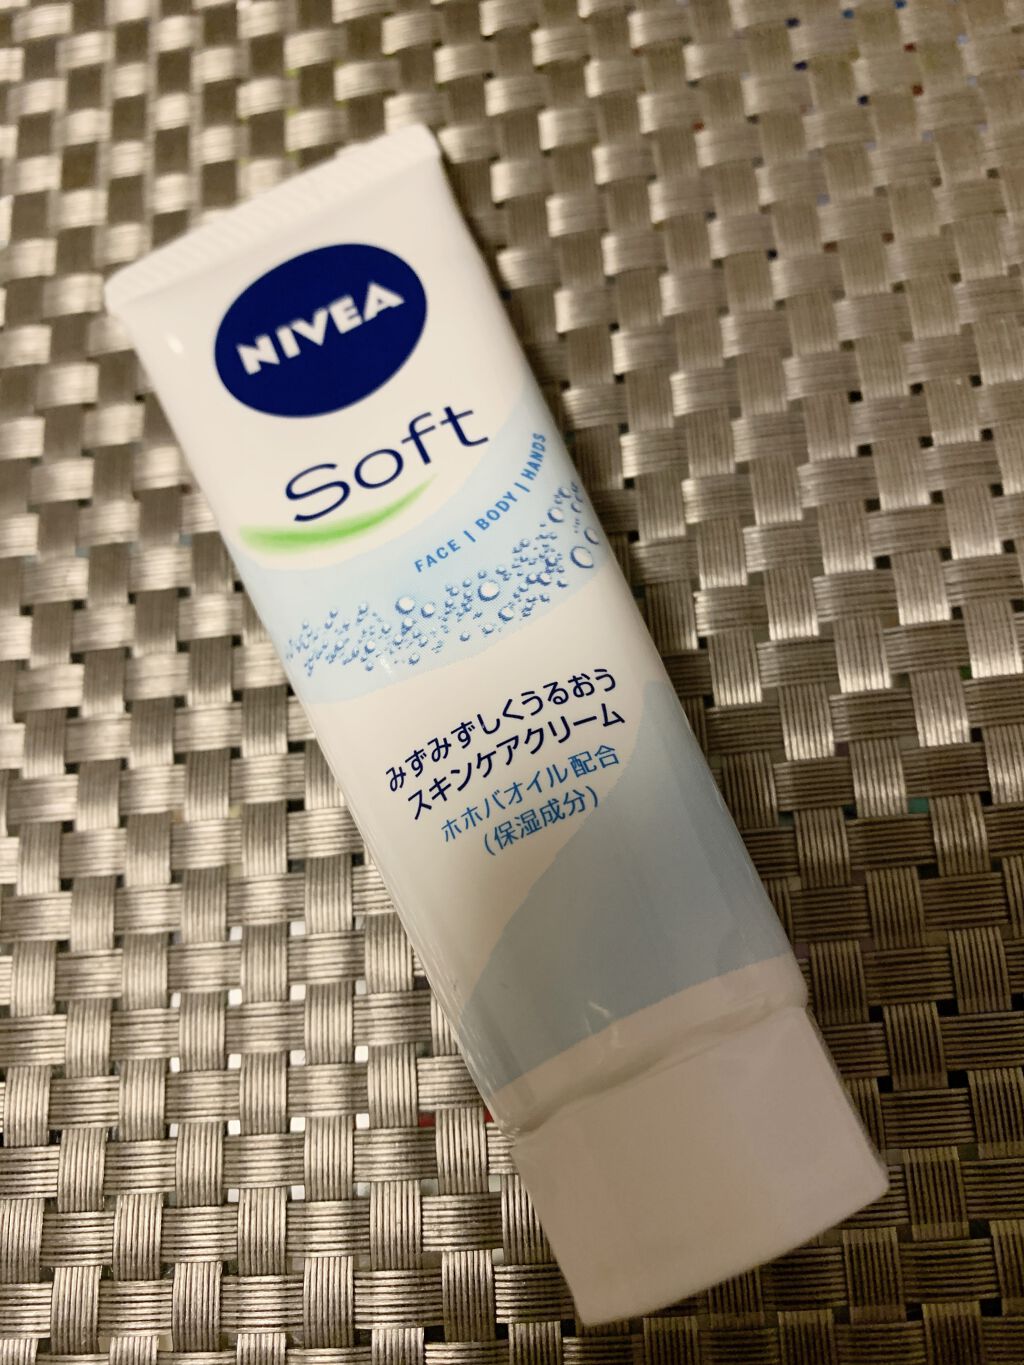 NIVEA
Soft
FACE | BODY | HANDS
みずみずしくうるおう
スキンケアクリーム
ホホバオイル配合
(保湿成分)